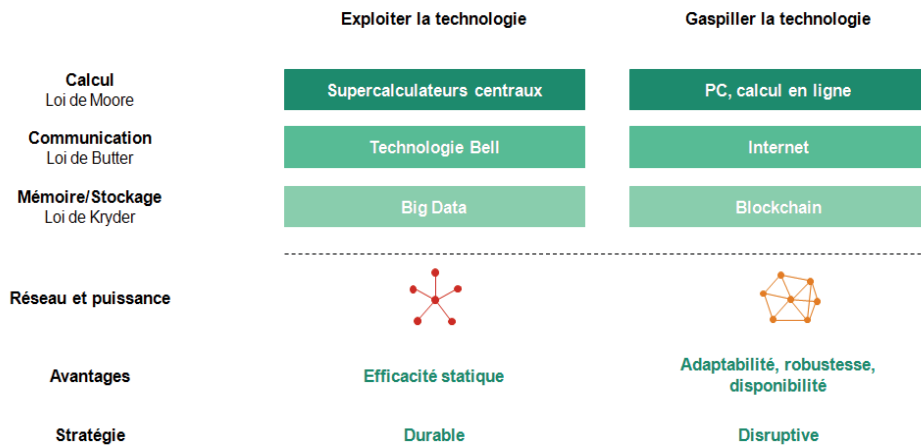 Exploiter la technologie
Gaspiller la technologie
Calcul
Loi de Moore
Supercalculateurs centraux
PC, calcul en ligne
Communication
Loi de Butter
Technologie Bell
Internet
Mémoire/Stockage
Loi de Kryder
Big Data
Blockchain
Réseau et puissance
Avantages
Efficacité statique
Adaptabilité, robustesse,
disponibilité
Stratégie
Durable
Disruptive